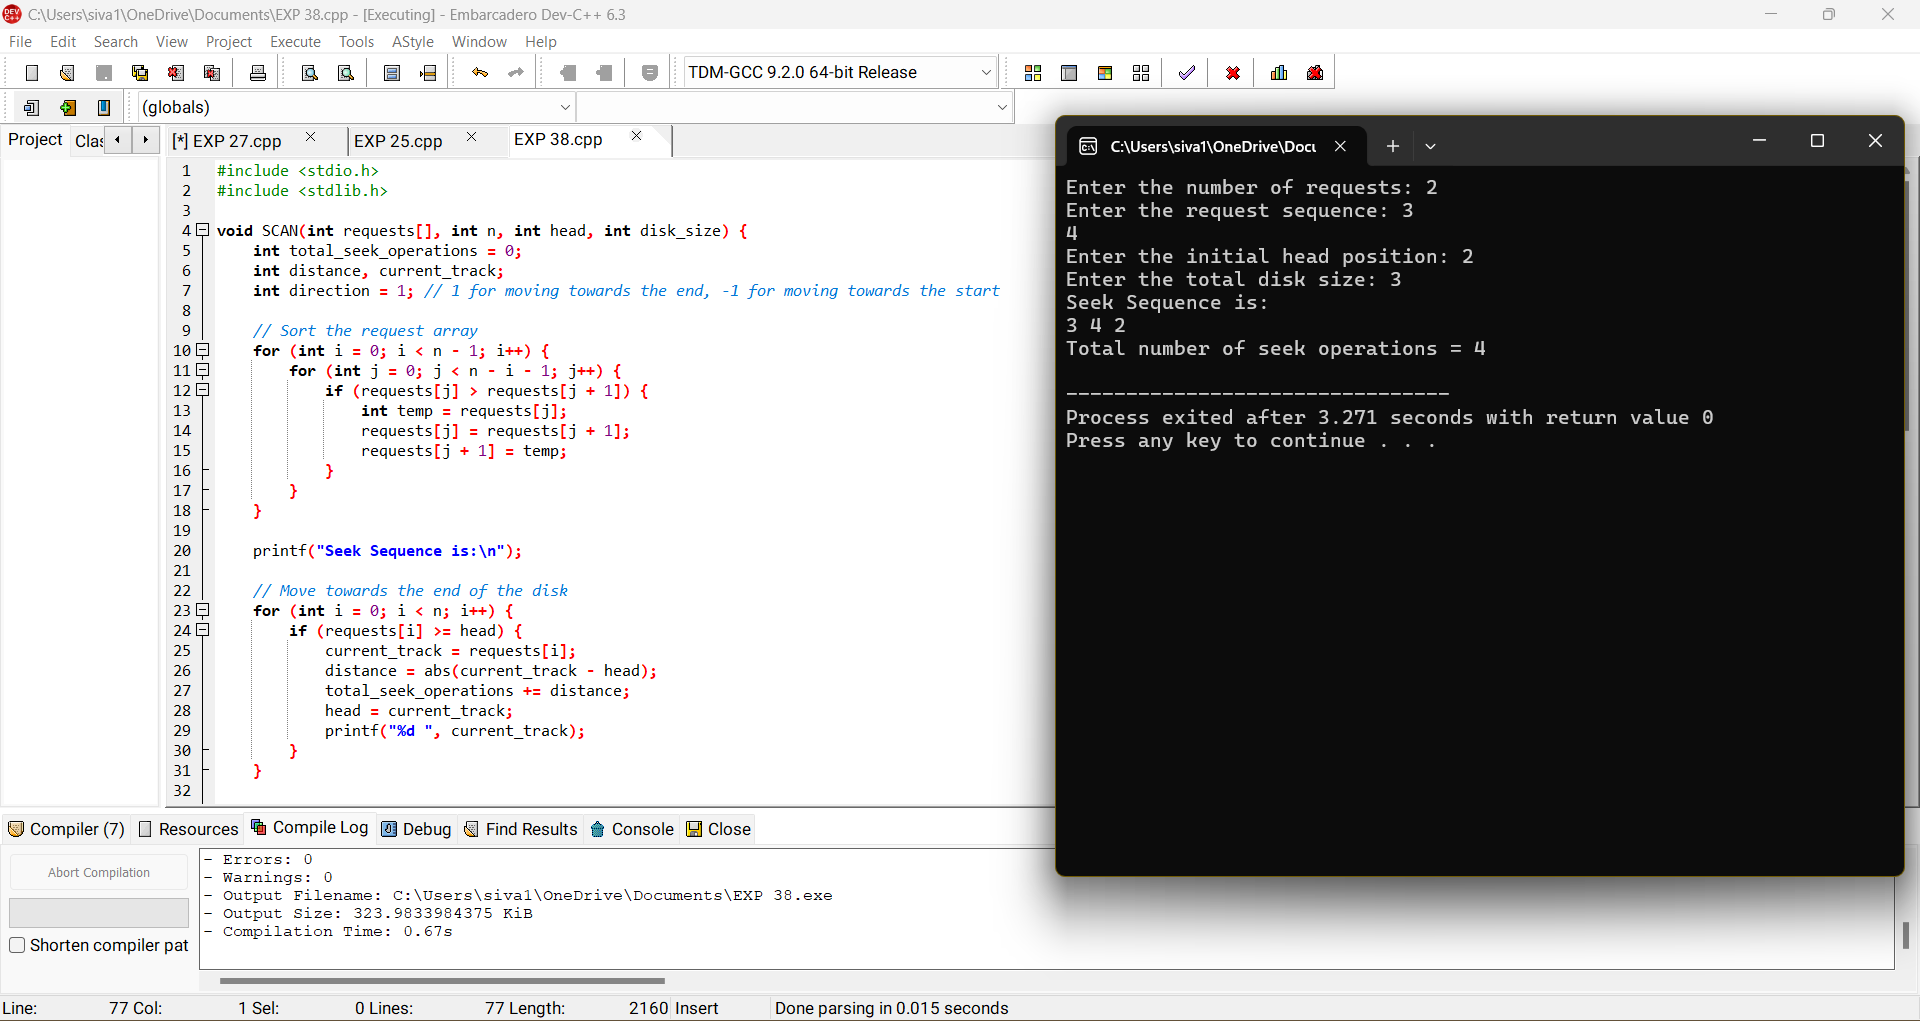 C:\Users\siva1\OneDrive\Documents\EXP 38.cpp - [Executing] - Embarcadero Dev-C++ 6.3
File Edit Search View Project Execute Tools AStyle Window Help
TDM-GCC 9.2.0 64-bit Release
(globals)
Project Clas [*] EXP 27.cpp EXP 25.cpp EXP 38.cpp
1 #include <stdio.h>
2 #include <stdlib.h>
3
4 void SCAN(int requests[], int n, int head, int disk_size) {
5 int total_seek_operations = 0;
6 int distance, current_track;
7 int direction = 1; // 1 for moving towards the end, -1 for moving towards the start
8
9 // Sort the request array
10 for (int i = 0; i < n - 1; i++) {
11 for (int j = 0; j < n - i - 1; j++) {
12 if (requests[j] > requests[j + 1]) {
13 int temp = requests[j];
14 requests[j] = requests[j + 1];
15 requests[j + 1] = temp;
16 }
17 }
18 }
19
20 printf("Seek Sequence is:\n");
21
22 // Move towards the end of the disk
23 for (int i = 0; i < n; i++) {
24 if (requests[i] >= head) {
25 current_track = requests[i];
26 distance = abs(current_track - head);
27 total_seek_operations += distance;
28 head = current_track;
29 printf("%d ", current_track);
30 }
31 }
32
C:\Users\siva1\OneDrive\Docu
Enter the number of requests: 2
Enter the request sequence: 3
4
Enter the initial head position: 2
Enter the total disk size: 3
Seek Sequence is:
3 4 2
Total number of seek operations = 4
--------------------------------
Process exited after 3.271 seconds with return value 0
Press any key to continue . . .
Compiler (7) Resources Compile Log Debug Find Results Console Close
Abort Compilation
Shorten compiler pat
- Errors: 0
- Warnings: 0
- Output Filename: C:\Users\siva1\OneDrive\Documents\EXP 38.exe
- Output Size: 323.9833984375 KiB
- Compilation Time: 0.67s
Line: 77 Col: 1 Sel: 0 Lines: 77 Length: 2160 Insert Done parsing in 0.015 seconds